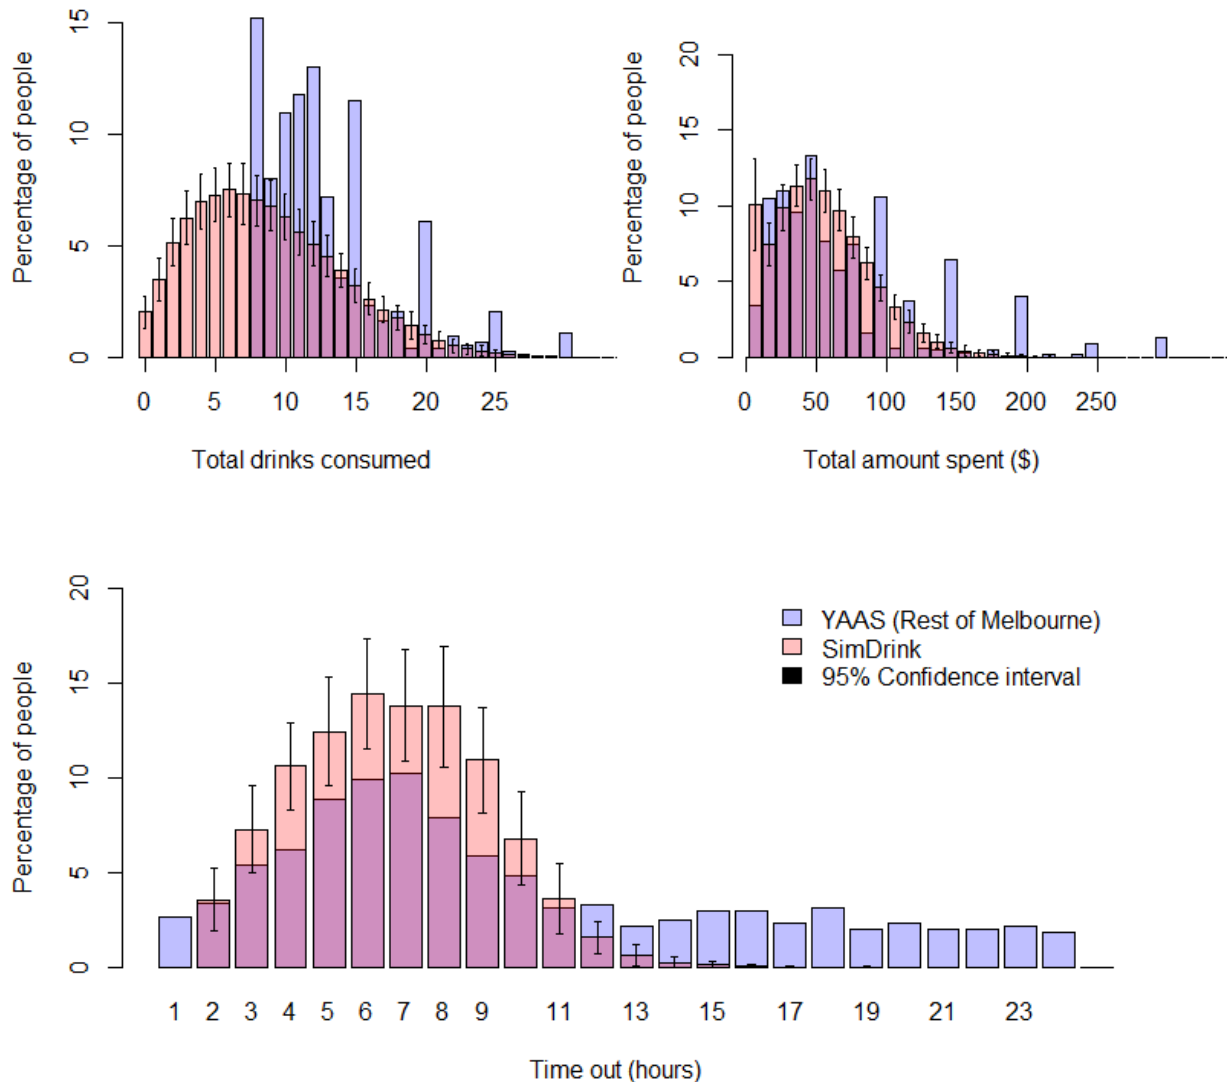 Percentage of people
15
10
5
0
0 5 10 15 20 25
Total drinks consumed
Percentage of people
20
15
10
5
0
0 50 100 150 200 250
Total amount spent ($)
Percentage of people
20
15
10
5
0
YAAS (Rest of Melbourne)
SimDrink
95% Confidence interval
1 2 3 4 5 6 7 8 9 11 13 15 17 19 21 23
Time out (hours)